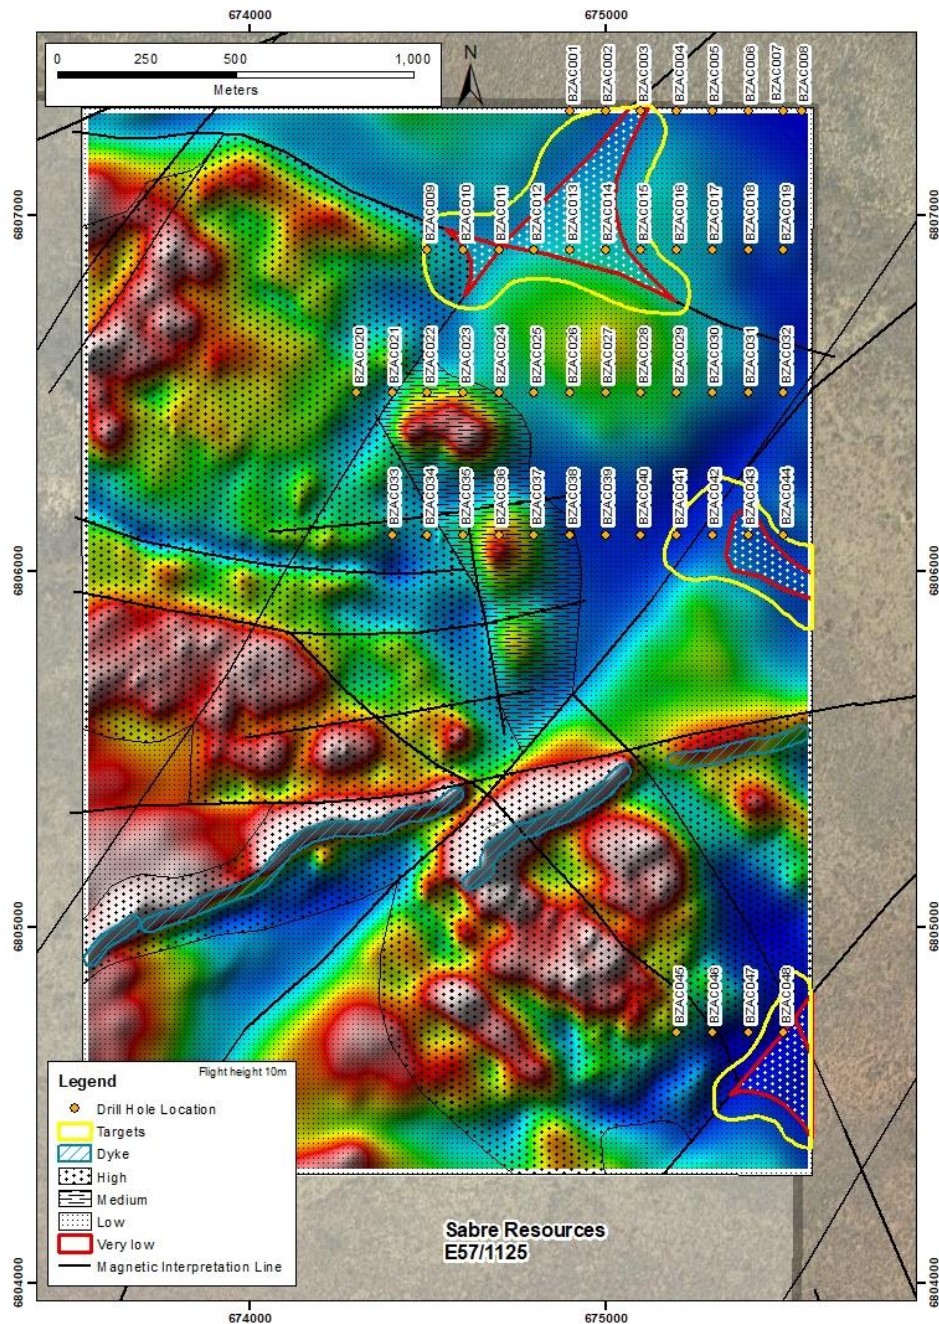 674000
675000
0
250
500
1,000
Meters
N
BZAC001
BZAC002
BZAC003
BZAC004
BZAC005
BZAC006
BZAC007
BZAC008
6807000
6807000
BZAC009
BZAC010
BZAC011
BZAC012
BZAC013
BZAC014
BZAC015
BZAC016
BZAC017
BZAC018
BZAC019
BZAC020
BZAC021
BZAC022
BZAC023
BZAC024
BZAC025
BZAC026
BZAC027
BZAC028
BZAC029
BZAC030
BZAC031
BZAC032
BZAC033
BZAC034
BZAC035
BZAC036
BZAC037
BZAC038
BZAC039
BZAC040
BZAC041
BZAC042
BZAC043
BZAC044
6806000
6806000
6805000
6805000
BZAC045
BZAC046
BZAC047
BZAC048
Legend
Flight height 10m
Drill Hole Location
Targets
Dyke
High
Medium
Low
Very low
Magnetic Interpretation Line
Sabre Resources
E57/1125
6804000
6804000
674000
675000